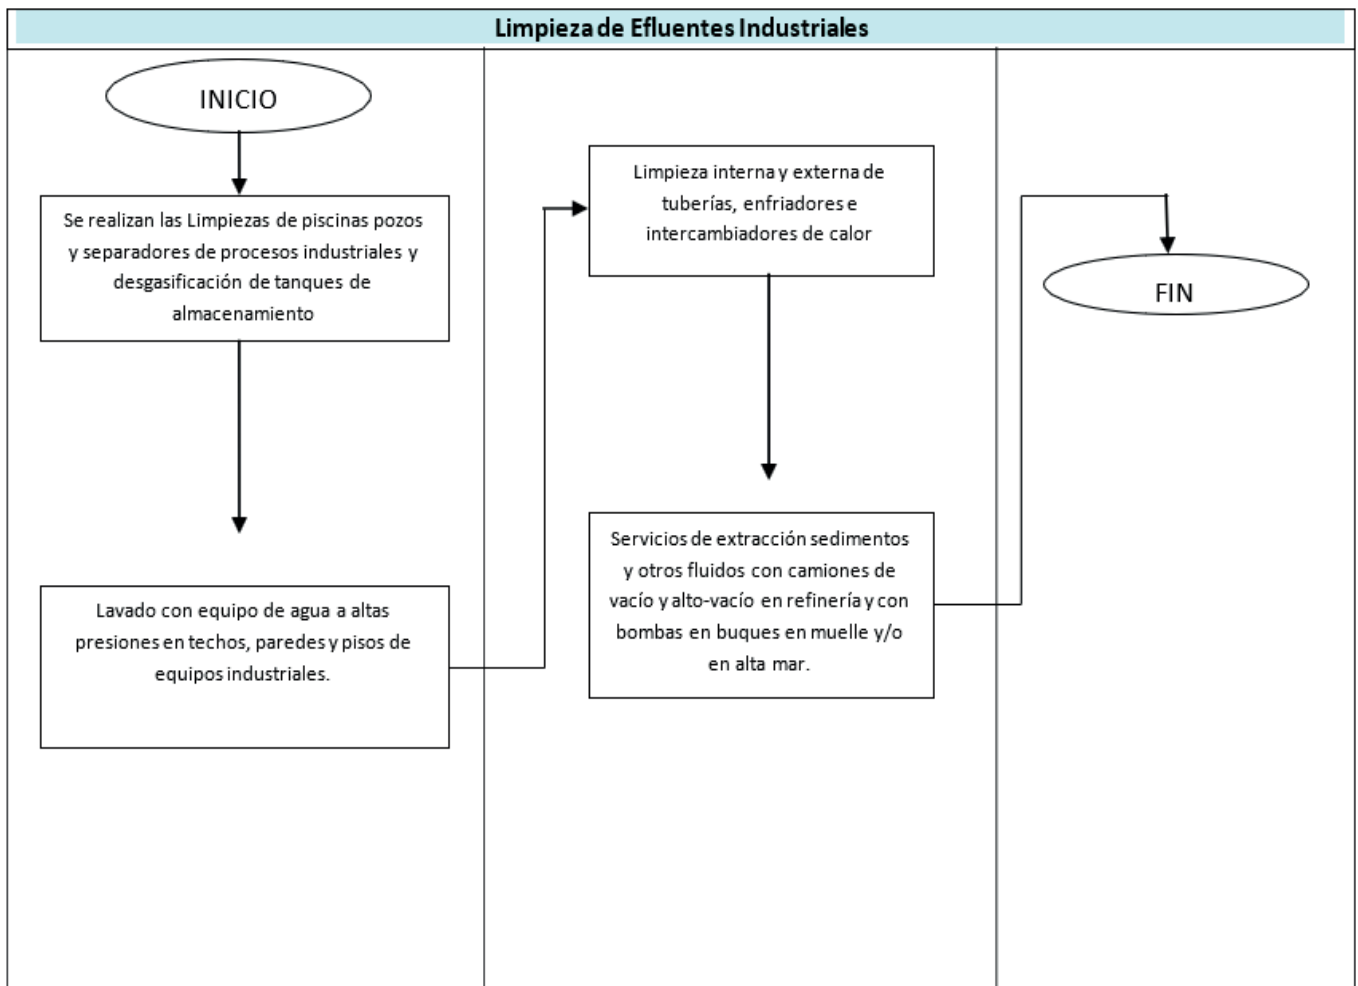 Limpieza de Efluentes Industriales
INICIO
Se realizan las Limpiezas de piscinas pozos
y separadores de procesos industriales y
desgasificación de tanques de
almacenamiento
Lavado con equipo de agua a altas
presiones en techos, paredes y pisos de
equipos industriales.
Limpieza interna y externa de
tuberías, enfriadores e
intercambiadores de calor
Servicios de extracción sedimentos
y otros fluidos con camiones de
vacío y alto-vacío en refinería y con
bombas en buques en muelle y/o
en alta mar.
FIN